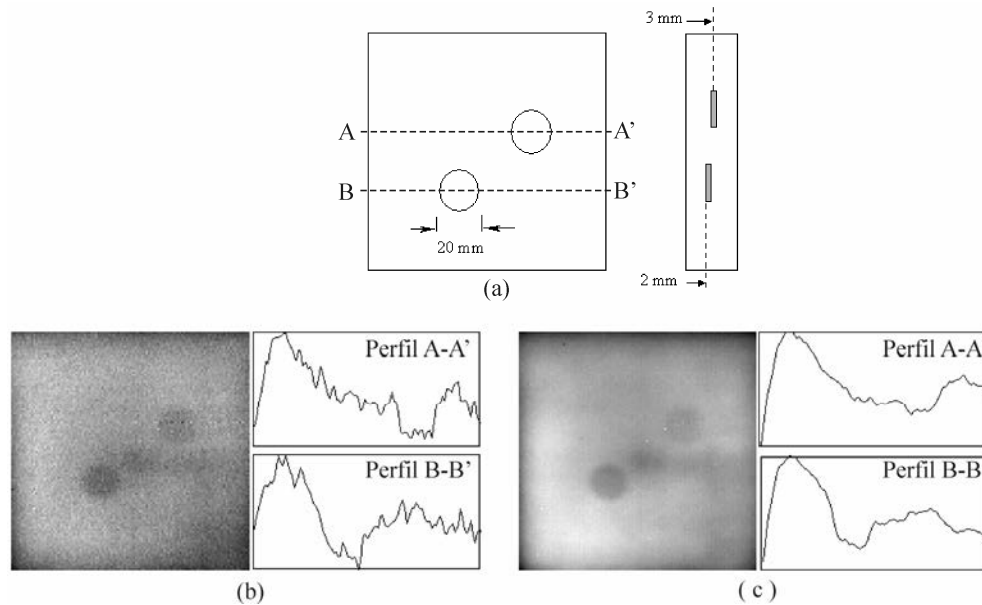 3 mm
A A'
B B'
20 mm
2 mm
(a)
Perfil A-A'
Perfil B-B'
(b)
Perfil A-A
Perfil B-B
( c )